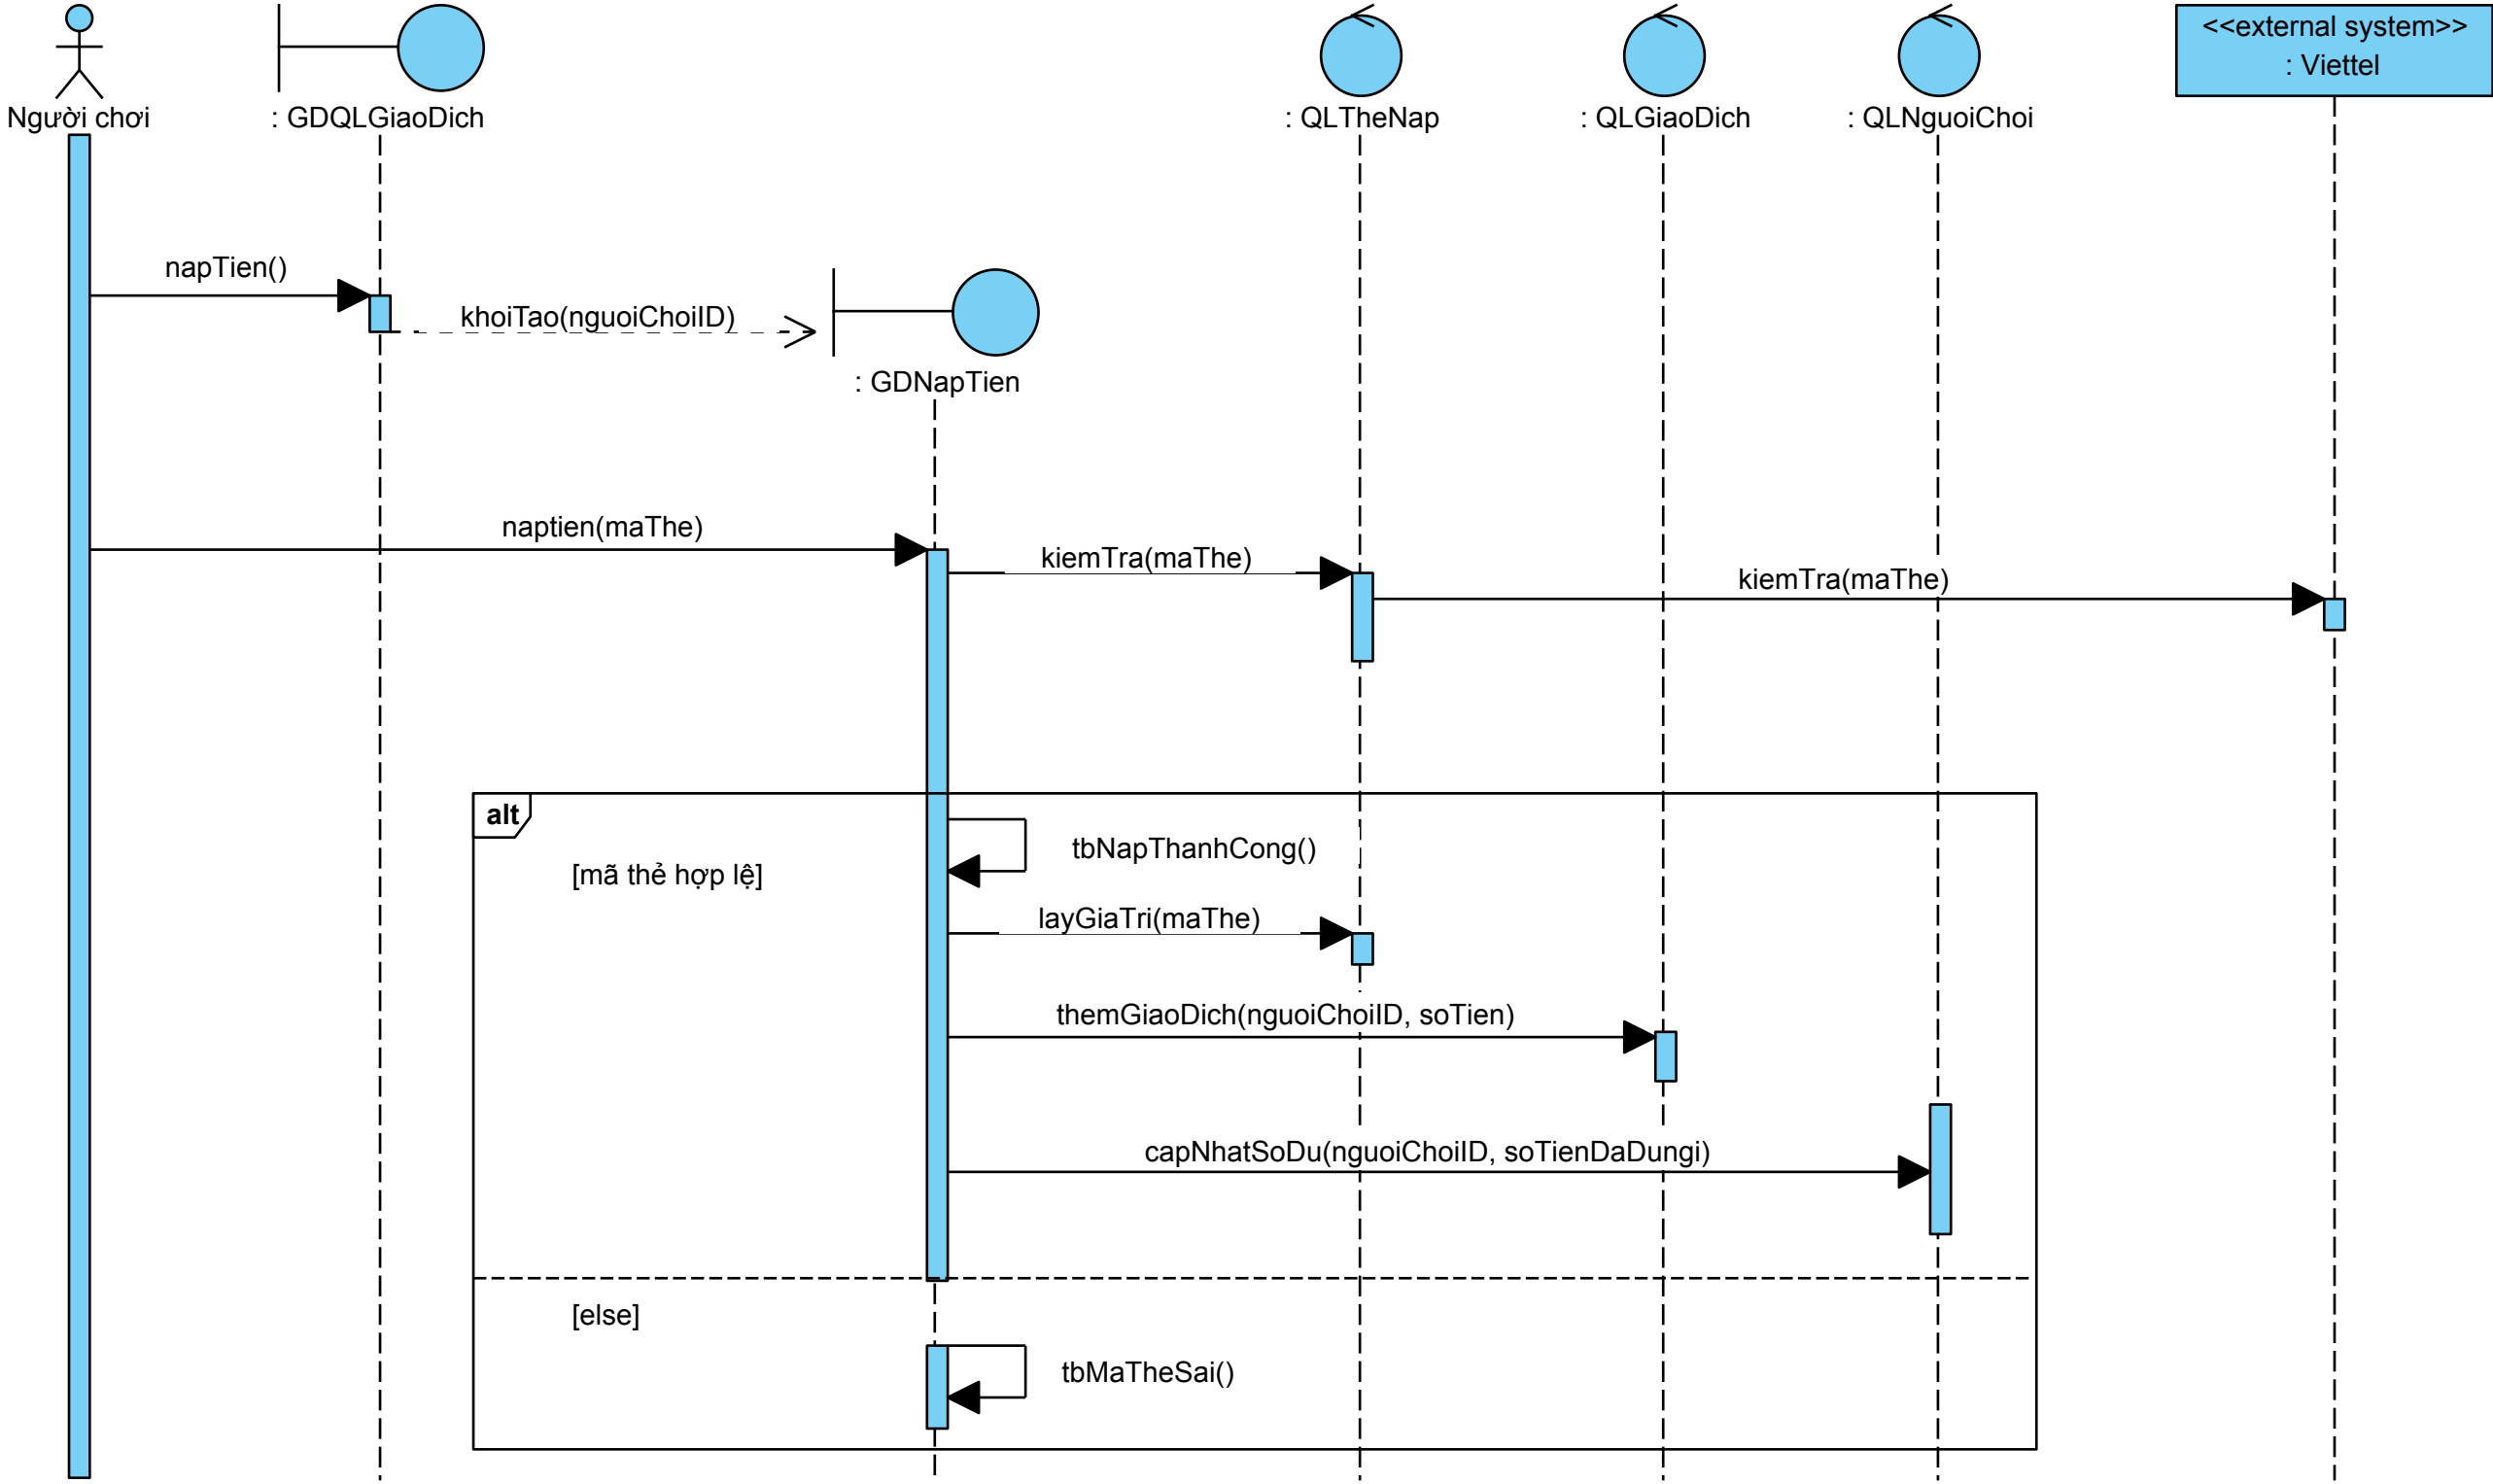 <<external system>>
: Viettel
Người chơi
: GDQLGiaoDich
: QLTheNap
: QLGiaoDich
: QLNguoiChoi
napTien()
khoiTao(nguoiChoiID)
: GDNapTien
naptien(maThe)
kiemTra(maThe)
kiemTra(maThe)
alt
tbNapThanhCong()
[mã thẻ hợp lệ]
layGiaTri(maThe)
themGiaoDich(nguoiChoiID, soTien)
capNhatSoDu(nguoiChoiID, soTienDaDungi)
[else]
tbMaTheSai()